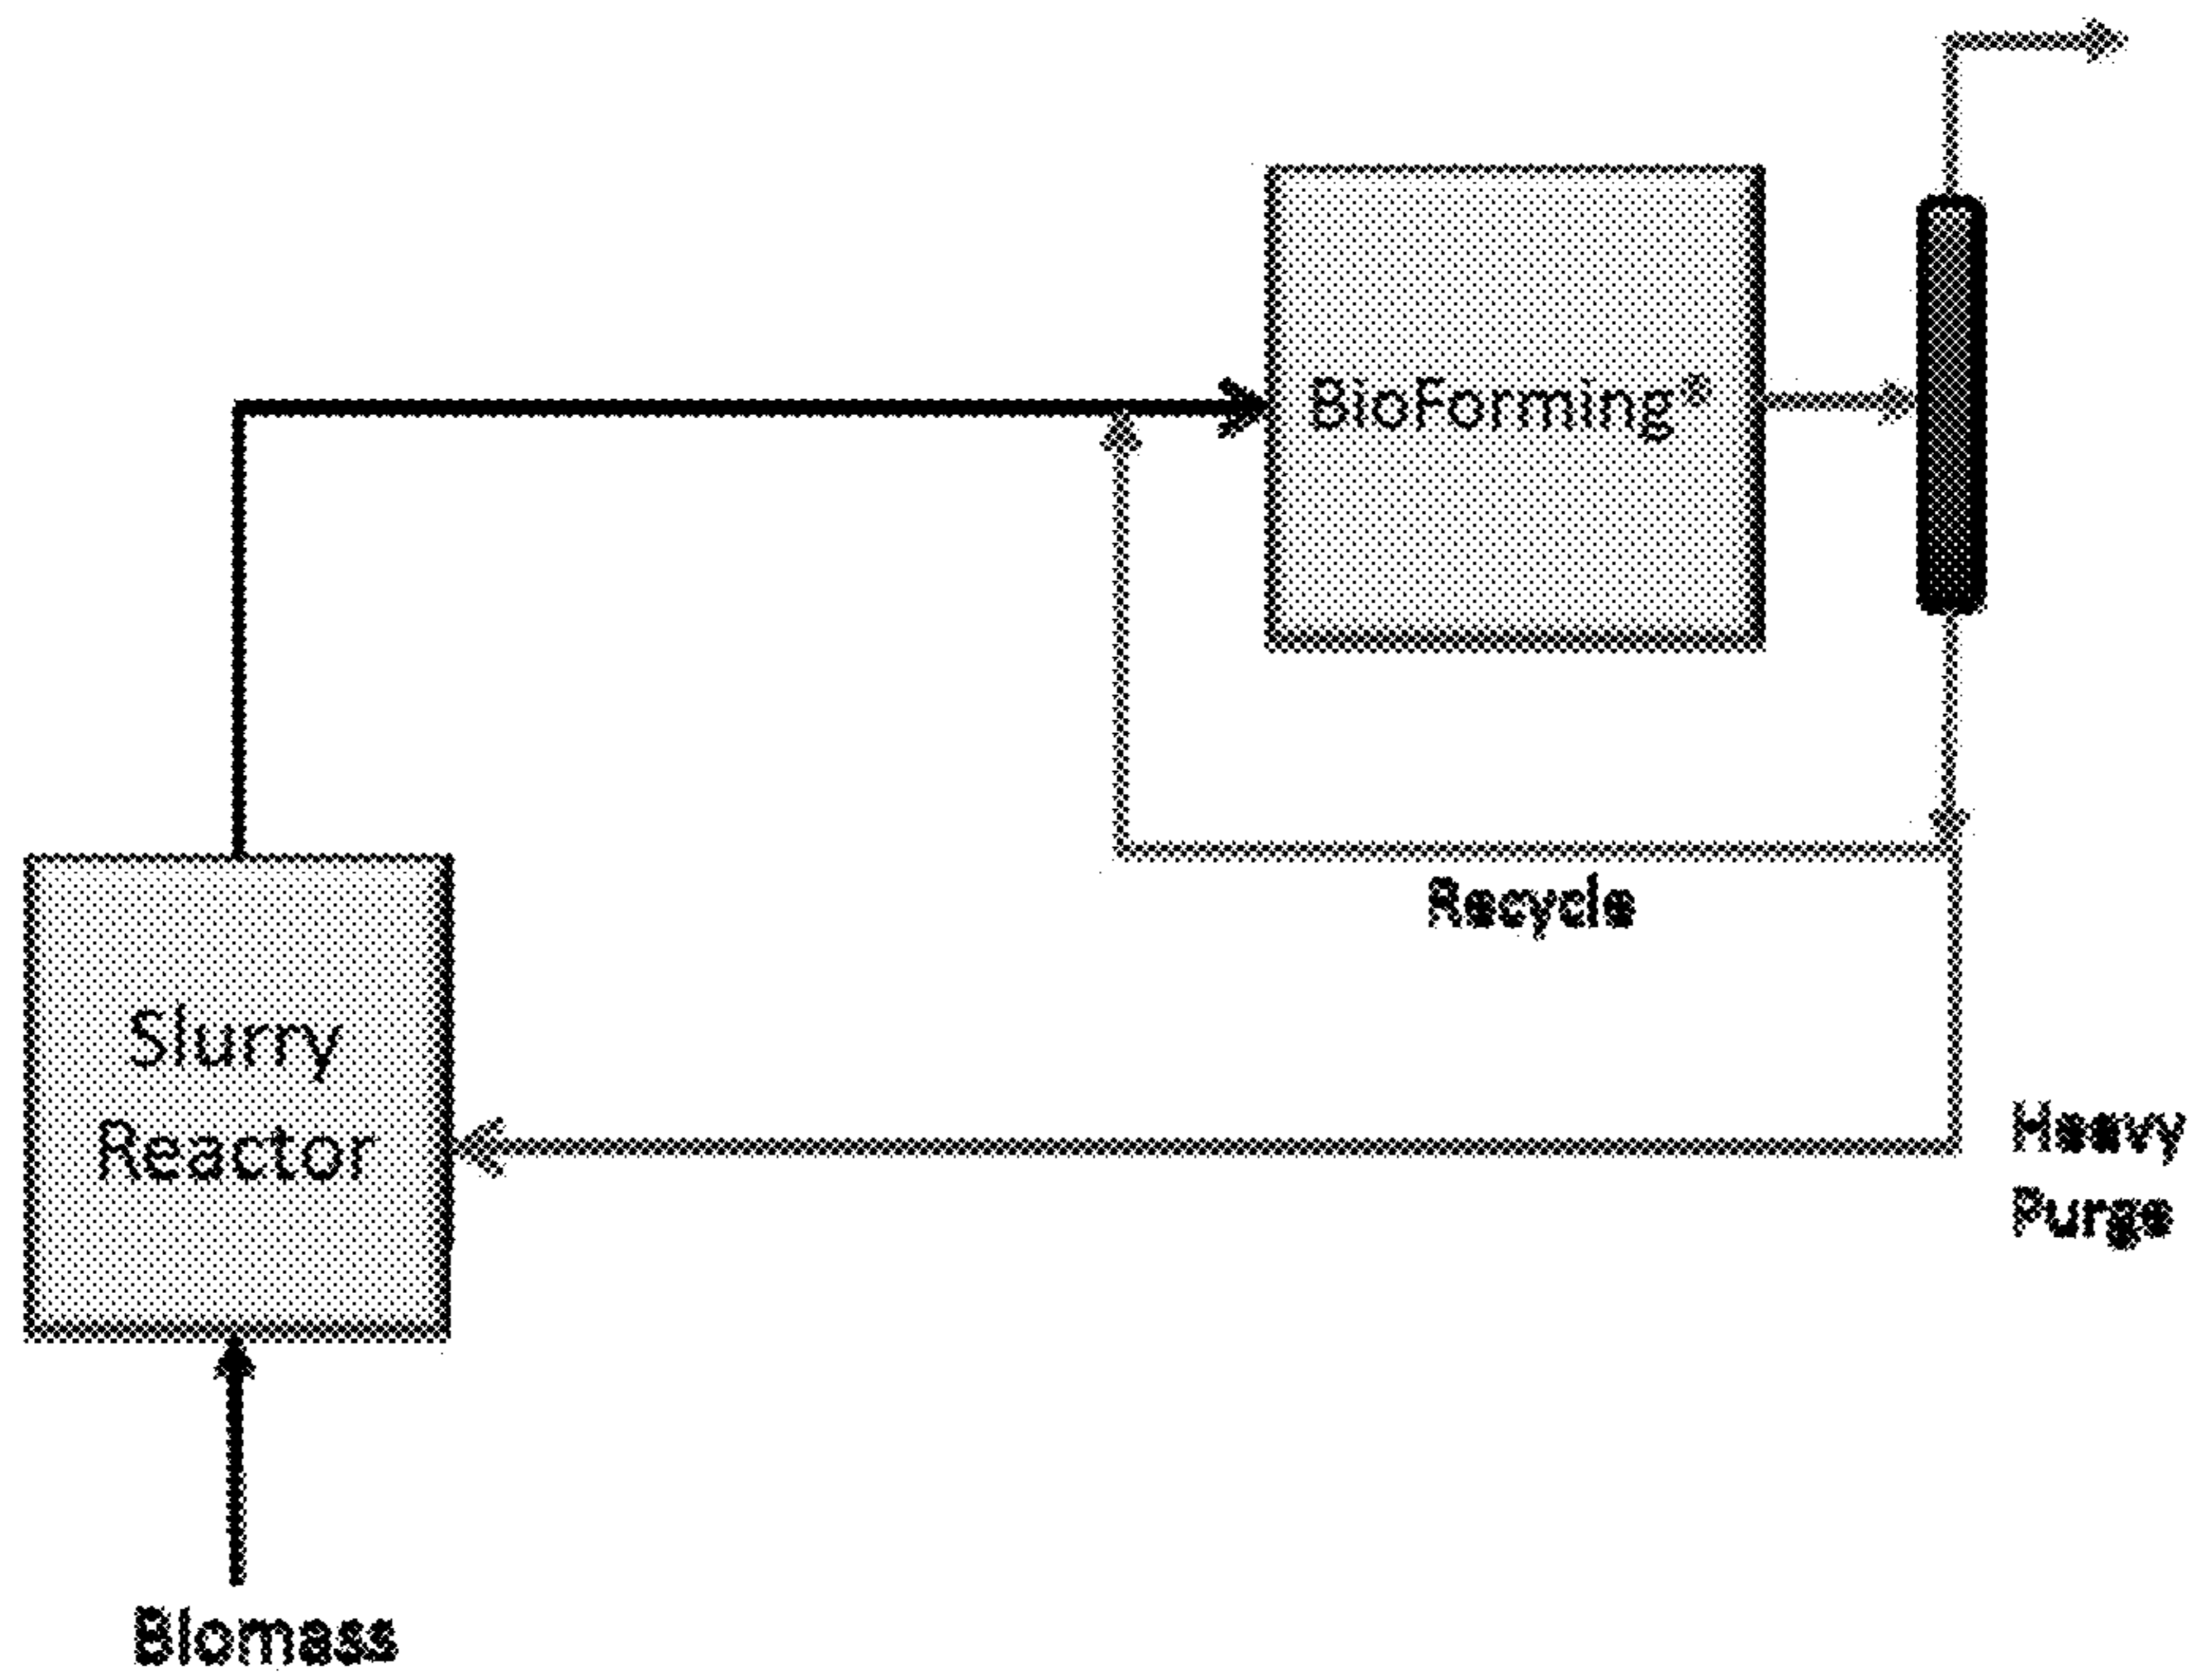 BioForming®
Recycle
Slurry
Reactor
Heavy
Purge
Biomass